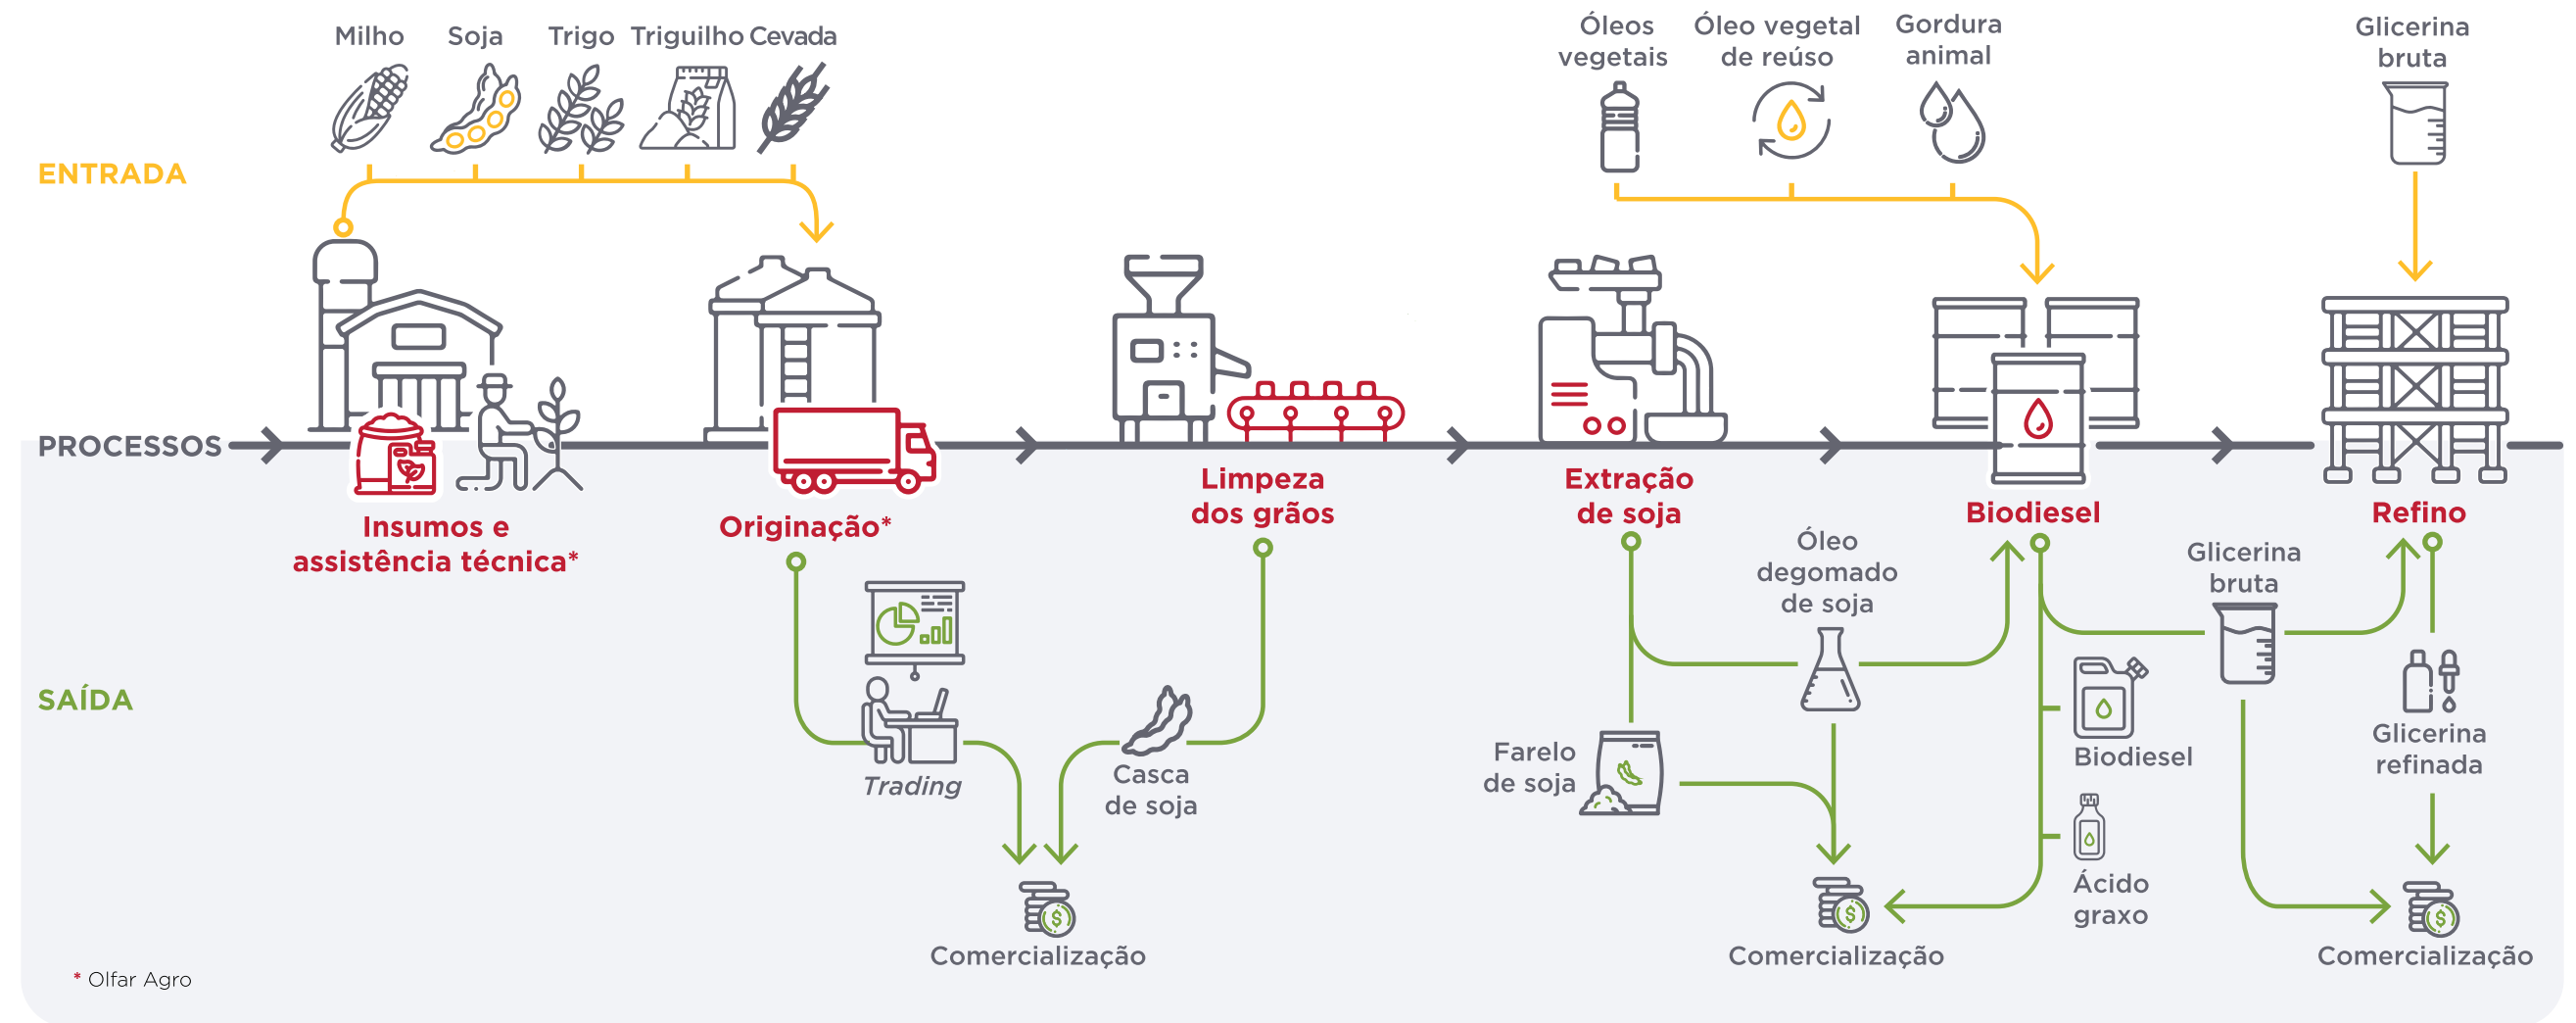 Milho
Soja
Trigo
Triguilho
Cevada
Óleos
vegetais
Óleo vegetal
de reúso
Gordura
animal
Glicerina
bruta
ENTRADA
PROCESSOS
Insumos e
assistência técnica*
Originação*
Limpeza
dos grãos
Extração
de soja
Biodiesel
Refino
Óleo
degomado
de soja
Glicerina
bruta
SAÍDA
Trading
Casca
de soja
Farelo
de soja
Biodiesel
Glicerina
refinada
Ácido
graxo
$
Comercialização
$
Comercialização
$
Comercialização
* Olfar Agro